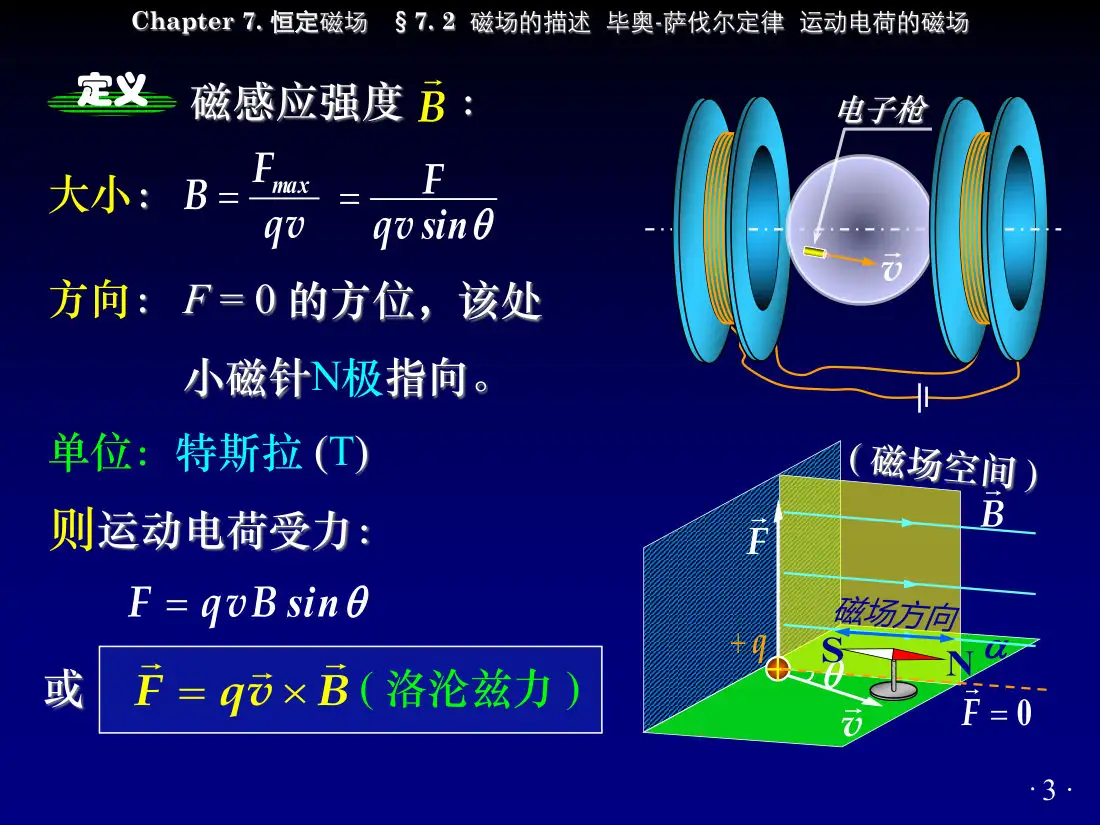 Chapter 7. 恒定磁场 §7. 2 磁场的描述 毕奥-萨伐尔定律 运动电荷的磁场
定义 磁感应强度 B⃗ :
大小: B = F_max / qv = F / qv sin θ
方向: F = 0 的方位，该处
小磁针N极指向。
单位: 特斯拉 (T)
则运动电荷受力:
F = qvB sin θ
或 F⃗ = qv⃗ × B⃗ ( 洛沦兹力 )
电子枪
v⃗
( 磁场空间 )
B⃗
F⃗
磁场方向
+ q
S
N
α
θ
v⃗
F⃗ = 0
· 3 ·